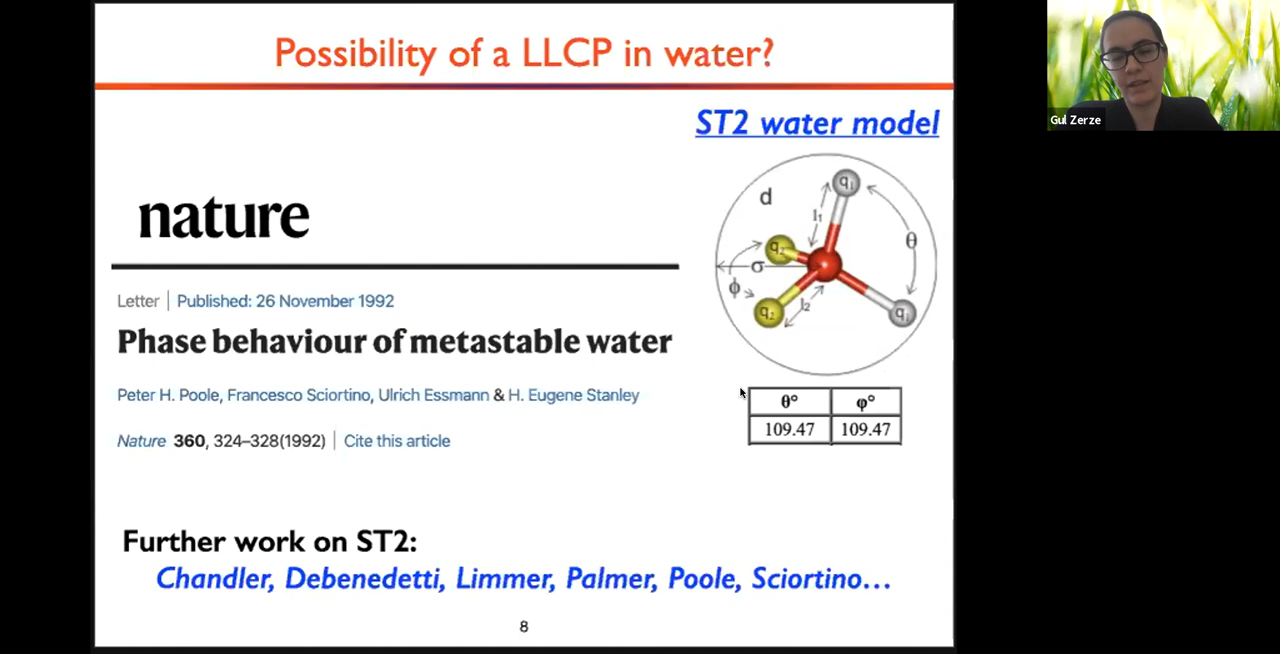 Possibility of a LLCP in water?
ST2 water model
nature
Letter | Published: 26 November 1992
Phase behaviour of metastable water
Peter H. Poole, Francesco Sciortino, Ulrich Essmann & H. Eugene Stanley
Nature 360, 324–328(1992) | Cite this article
d
q₁
l₁
θ
q₂
σ
ϕ
q₂
l₂
q₁
θ° φ°
109.47 109.47
Further work on ST2:
Chandler, Debenedetti, Limmer, Palmer, Poole, Sciortino...
8
Gul Zerze